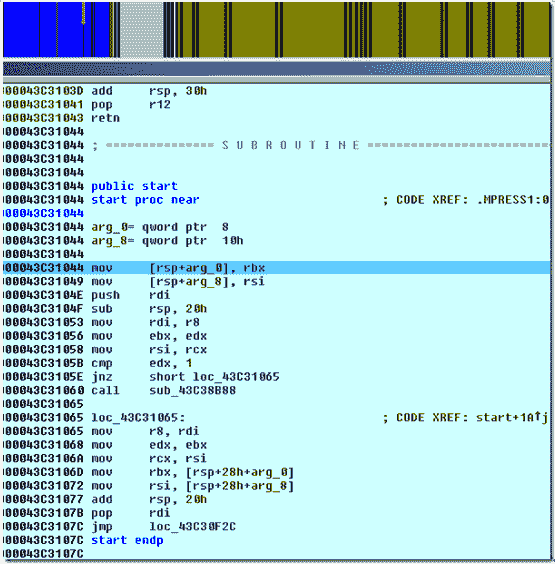 00043C3103D add     rsp, 30h
00043C31041 pop     r12
00043C31043 retn
00043C31044
00043C31044 ; =============== S U B R O U T I N E =======================
00043C31044
00043C31044
00043C31044 public start
00043C31044 start proc near                         ; CODE XREF: .MPRESS1:0
00043C31044
00043C31044 arg_0= qword ptr  8
00043C31044 arg_8= qword ptr  10h
00043C31044
00043C31044 mov     [rsp+arg_0], rbx
00043C31049 mov     [rsp+arg_8], rsi
00043C3104E push    rdi
00043C3104F sub     rsp, 20h
00043C31053 mov     rdi, r8
00043C31056 mov     ebx, edx
00043C31058 mov     rsi, rcx
00043C3105B cmp     edx, 1
00043C3105E jnz     short loc_43C31065
00043C31060 call    sub_43C38B88
00043C31065
00043C31065 loc_43C31065:                           ; CODE XREF: start+1A↑j
00043C31065 mov     r8, rdi
00043C31068 mov     edx, ebx
00043C3106A mov     rcx, rsi
00043C3106D mov     rbx, [rsp+28h+arg_0]
00043C31072 mov     rsi, [rsp+28h+arg_8]
00043C31077 add     rsp, 20h
00043C3107B pop     rdi
00043C3107C jmp     loc_43C30F2C
00043C3107C start endp
00043C3107C